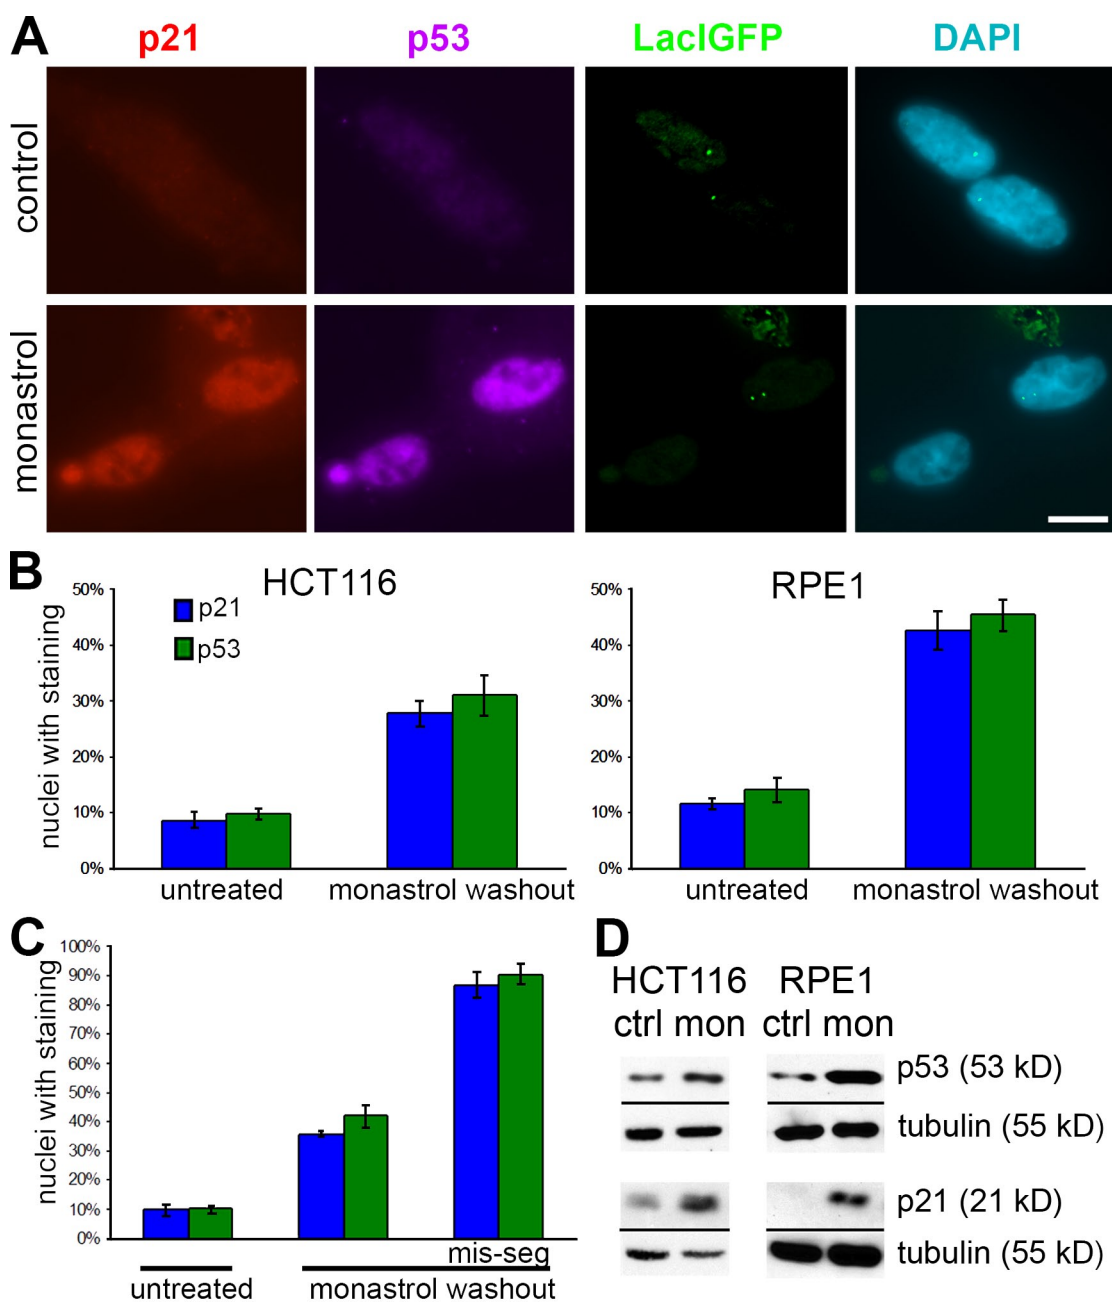 A
p21 p53 LacIGFP DAPI
control
monastrol
B
HCT116
nuclei with staining
50%
40%
30%
20%
10%
0%
p21
p53
untreated monastrol washout
RPE1
50%
40%
30%
20%
10%
0%
untreated monastrol washout
C
nuclei with staining
100%
90%
80%
70%
60%
50%
40%
30%
20%
10%
0%
mis-seg
untreated monastrol washout
D
HCT116 RPE1
ctrl mon ctrl mon
p53 (53 kD)
tubulin (55 kD)
p21 (21 kD)
tubulin (55 kD)